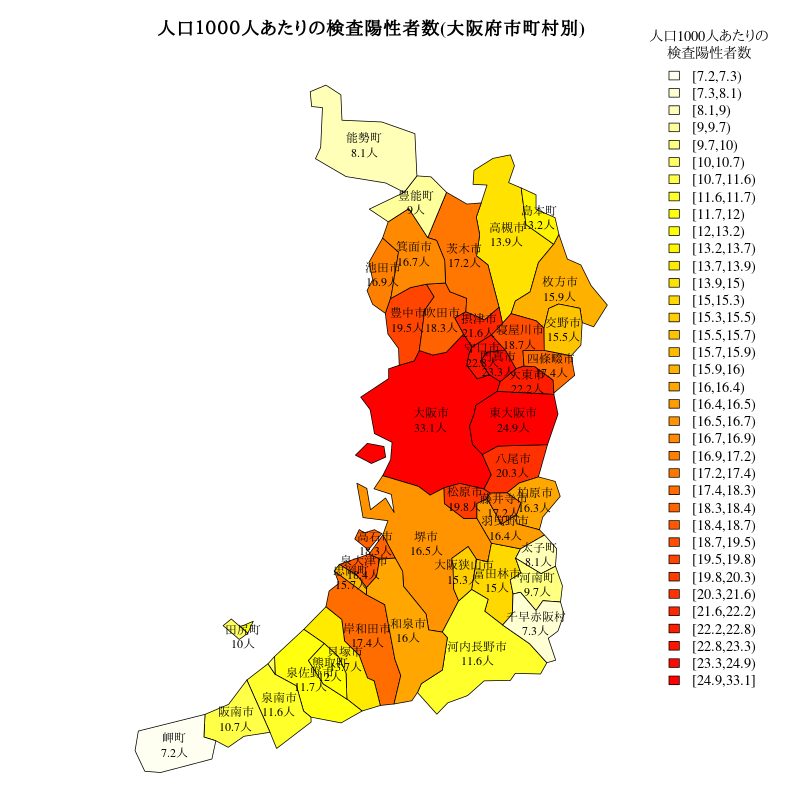 人口1000人あたりの検査陽性者数(大阪府市町村別)
人口1000人あたりの
検査陽性者数
[7.2,7.3)
[7.3,8.1)
[8.1,9)
[9,9.7)
[9.7,10)
[10,10.7)
[10.7,11.6)
[11.6,11.7)
[11.7,12)
[12,13.2)
[13.2,13.7)
[13.7,13.9)
[13.9,15)
[15,15.3)
[15.3,15.5)
[15.5,15.7)
[15.7,15.9)
[15.9,16)
[16,16.4)
[16.4,16.5)
[16.5,16.7)
[16.7,16.9)
[16.9,17.2)
[17.2,17.4)
[17.4,18.3)
[18.3,18.4)
[18.4,18.7)
[18.7,19.5)
[19.5,19.8)
[19.8,20.3)
[20.3,21.6)
[21.6,22.2)
[22.2,22.8)
[22.8,23.3)
[23.3,24.9)
[24.9,33.1]
能勢町
8.1人
豊能町
9人
島本町
13.2人
高槻市
13.9人
箕面市
16.7人
茨木市
17.2人
池田市
16.9人
枚方市
15.9人
豊中市
19.5人
吹田市
18.3人
摂津市
21.6人
寝屋川市
18.7人
交野市
15.5人
守口市
22.8人
門真市
23.3人
四條畷市
17.4人
大東市
22.2人
大阪市
33.1人
東大阪市
24.9人
八尾市
20.3人
松原市
19.8人
藤井寺市
17.2人
柏原市
16.3人
羽曳野市
16.4人
高石市
18.3人
堺市
16.5人
太子町
8.1人
泉大津市
18.4人
忠岡町
15.7人
大阪狭山市
15.3人
富田林市
15人
河南町
9.7人
千早赤阪村
7.3人
田尻町
10人
岸和田市
17.4人
和泉市
16人
河内長野市
11.6人
貝塚市
13.7人
熊取町
12人
泉佐野市
11.7人
泉南市
11.6人
阪南市
10.7人
岬町
7.2人